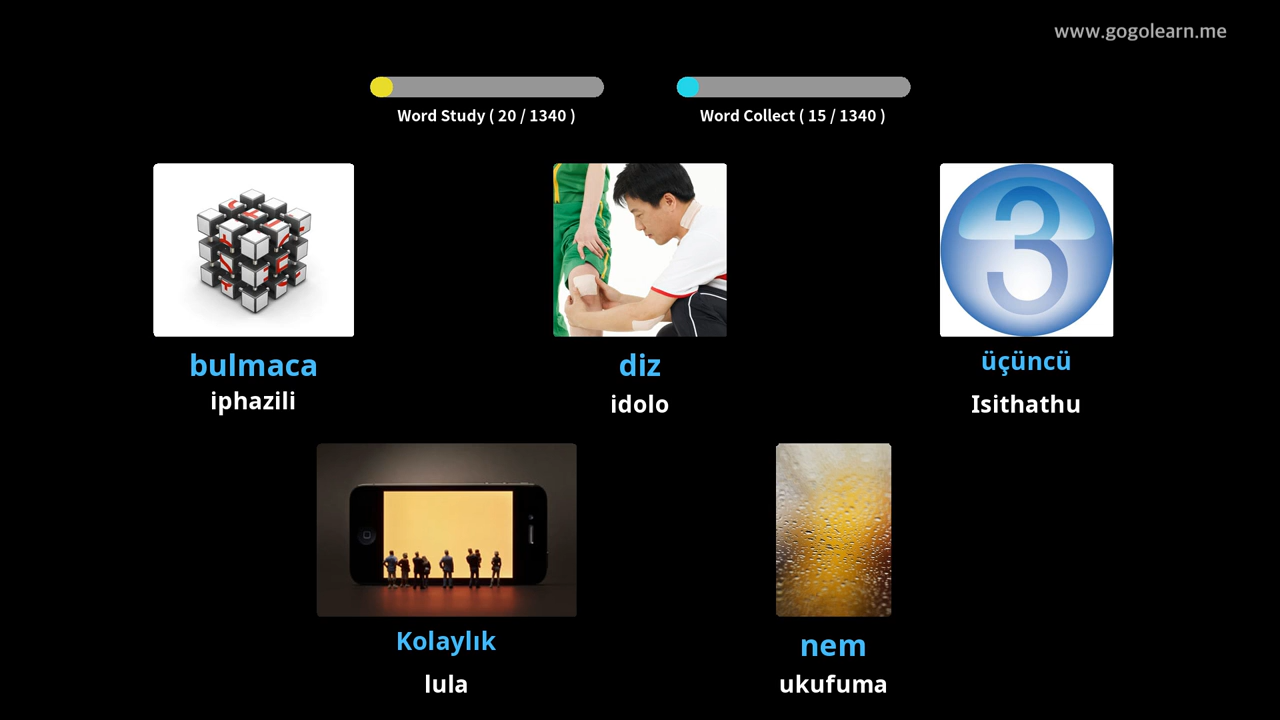 www.gogolearn.me
Word Study ( 20 / 1340 )
Word Collect ( 15 / 1340 )
bulmaca
iphazili
diz
idolo
üçüncü
Isithathu
3
Kolaylık
lula
nem
ukufuma